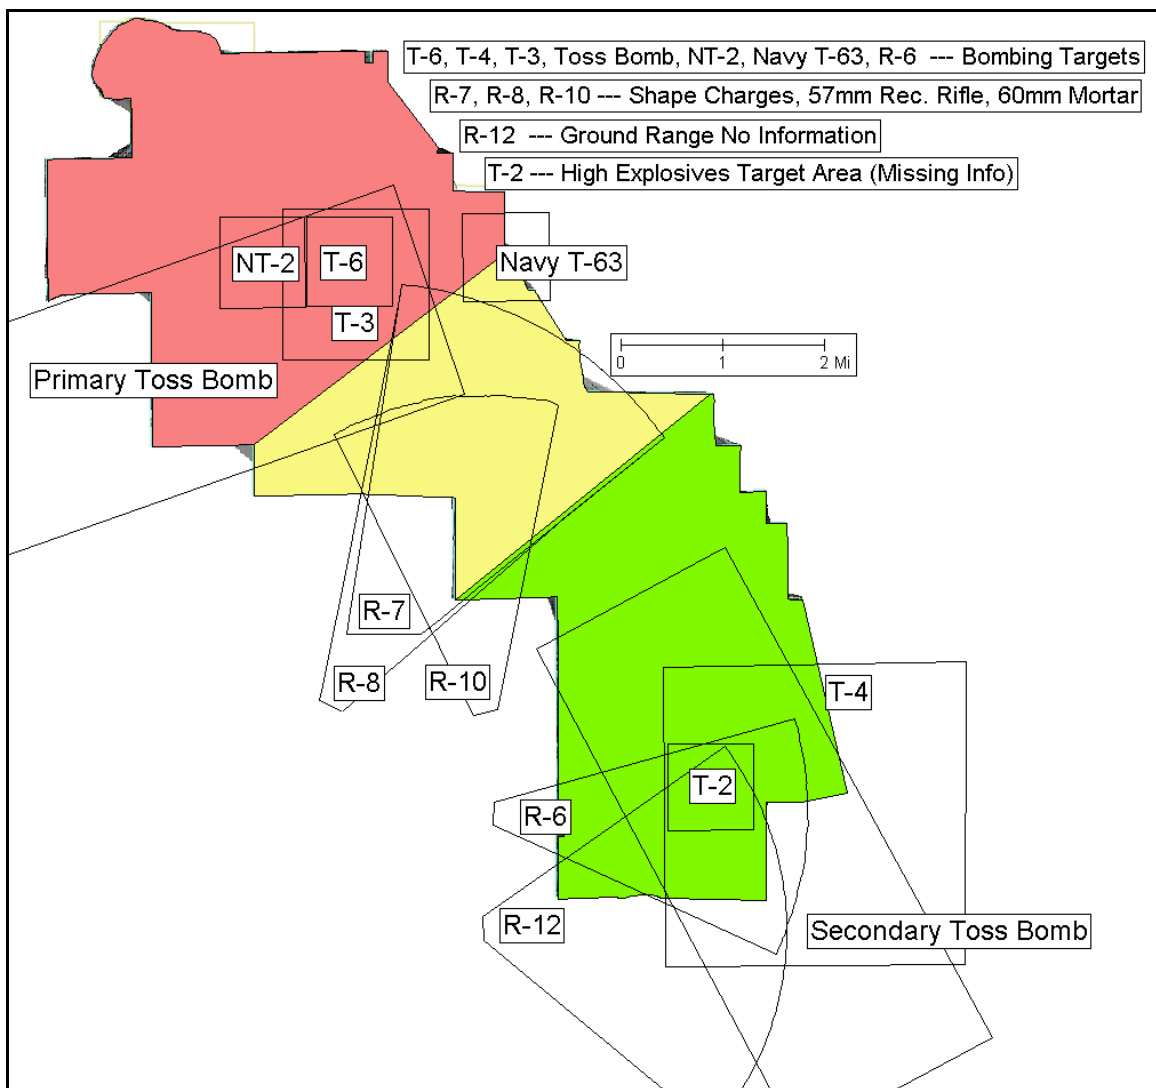 T-6, T-4, T-3, Toss Bomb, NT-2, Navy T-63, R-6 --- Bombing Targets
R-7, R-8, R-10 --- Shape Charges, 57mm Rec. Rifle, 60mm Mortar
R-12 --- Ground Range No Information
T-2 --- High Explosives Target Area (Missing Info)
NT-2
T-6
Navy T-63
T-3
0 1 2 Mi
Primary Toss Bomb
R-7
R-8
R-10
T-4
T-2
R-6
R-12
Secondary Toss Bomb